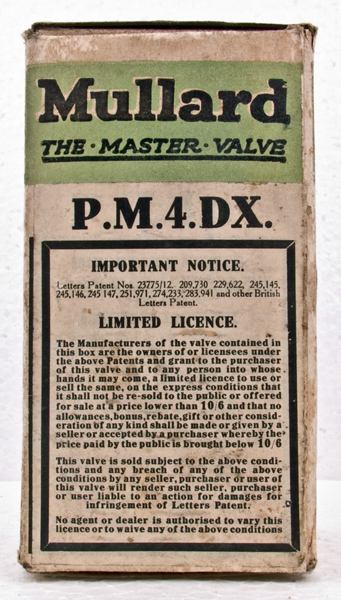 Mullard
THE · MASTER · VALVE
P.M.4.DX.
IMPORTANT NOTICE.
Letters Patent Nos. 23775/12. 209,730 229,622, 245,145,
245,146, 245 147, 251,971, 274,233, 283,941 and other British
Letters Patent.
LIMITED LICENCE.
The Manufacturers of the valve contained in
this box are the owners of or licensees under
the above Patents and grant to the purchaser
of this valve and to any person into whose
hands it may come, a limited licence to use or
sell the same, on the express conditions that
it shall not be re-sold to the public or offered
for sale at a price lower than 10/6 and that no
allowances, bonus, rebate, gift or other consid-
eration of any kind shall be made or given by a
seller or accepted by a purchaser whereby the
price paid by the public is brought below 10/6
This valve is sold subject to the above condi-
tions and any breach of any of the above
conditions by any seller, purchaser or user of
this valve will render such seller, purchaser
or user liable to an action for damages for
infringement of Letters Patent.
No agent or dealer is authorised to vary this
licence or to waive any of the above conditions